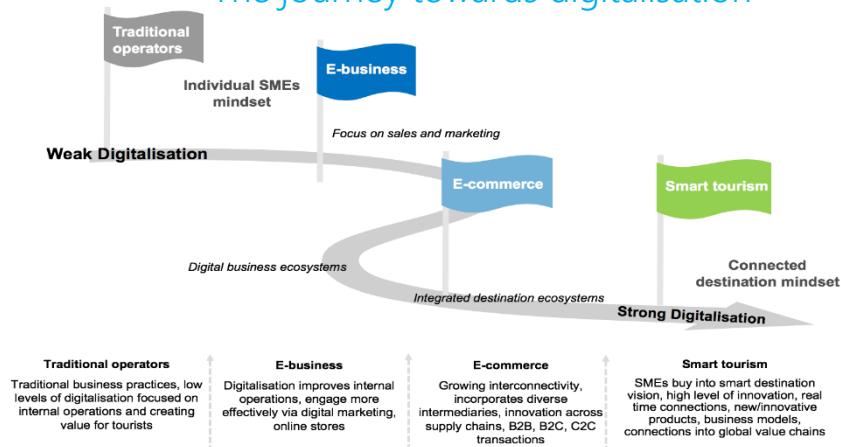 The journey towards digitalisation
Traditional
operators
E-business
Individual SMEs
mindset
Focus on sales and marketing
Weak Digitalisation
E-commerce
Smart tourism
Digital business ecosystems
Connected
destination mindset
Integrated destination ecosystems
Strong Digitalisation
Traditional operators
Traditional business practices, low
levels of digitalisation focused on
internal operations and creating
value for tourists
E-business
Digitalisation improves internal
operations, engage more
effectively via digital marketing,
online stores
E-commerce
Growing interconnectivity,
incorporates diverse
intermediaries, innovation across
supply chains, B2B, B2C, C2C
transactions
Smart tourism
SMEs buy into smart destination
vision, high level of innovation, real
time connections, new/innovative
products, business models,
connections into global value chains